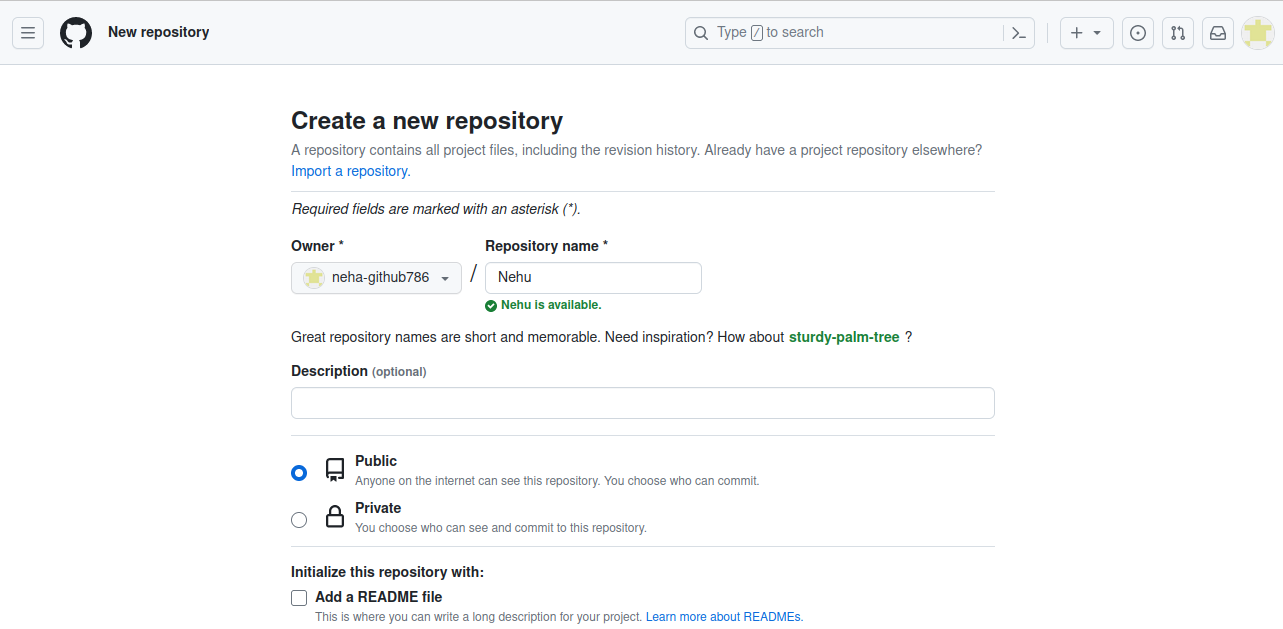 New repository
Type / to search
Create a new repository
A repository contains all project files, including the revision history. Already have a project repository elsewhere?
Import a repository.
Required fields are marked with an asterisk (*).
Owner * Repository name *
neha-github786 / Nehu
Nehu is available.
Great repository names are short and memorable. Need inspiration? How about sturdy-palm-tree ?
Description (optional)
Public
Anyone on the internet can see this repository. You choose who can commit.
Private
You choose who can see and commit to this repository.
Initialize this repository with:
Add a README file
This is where you can write a long description for your project. Learn more about READMEs.